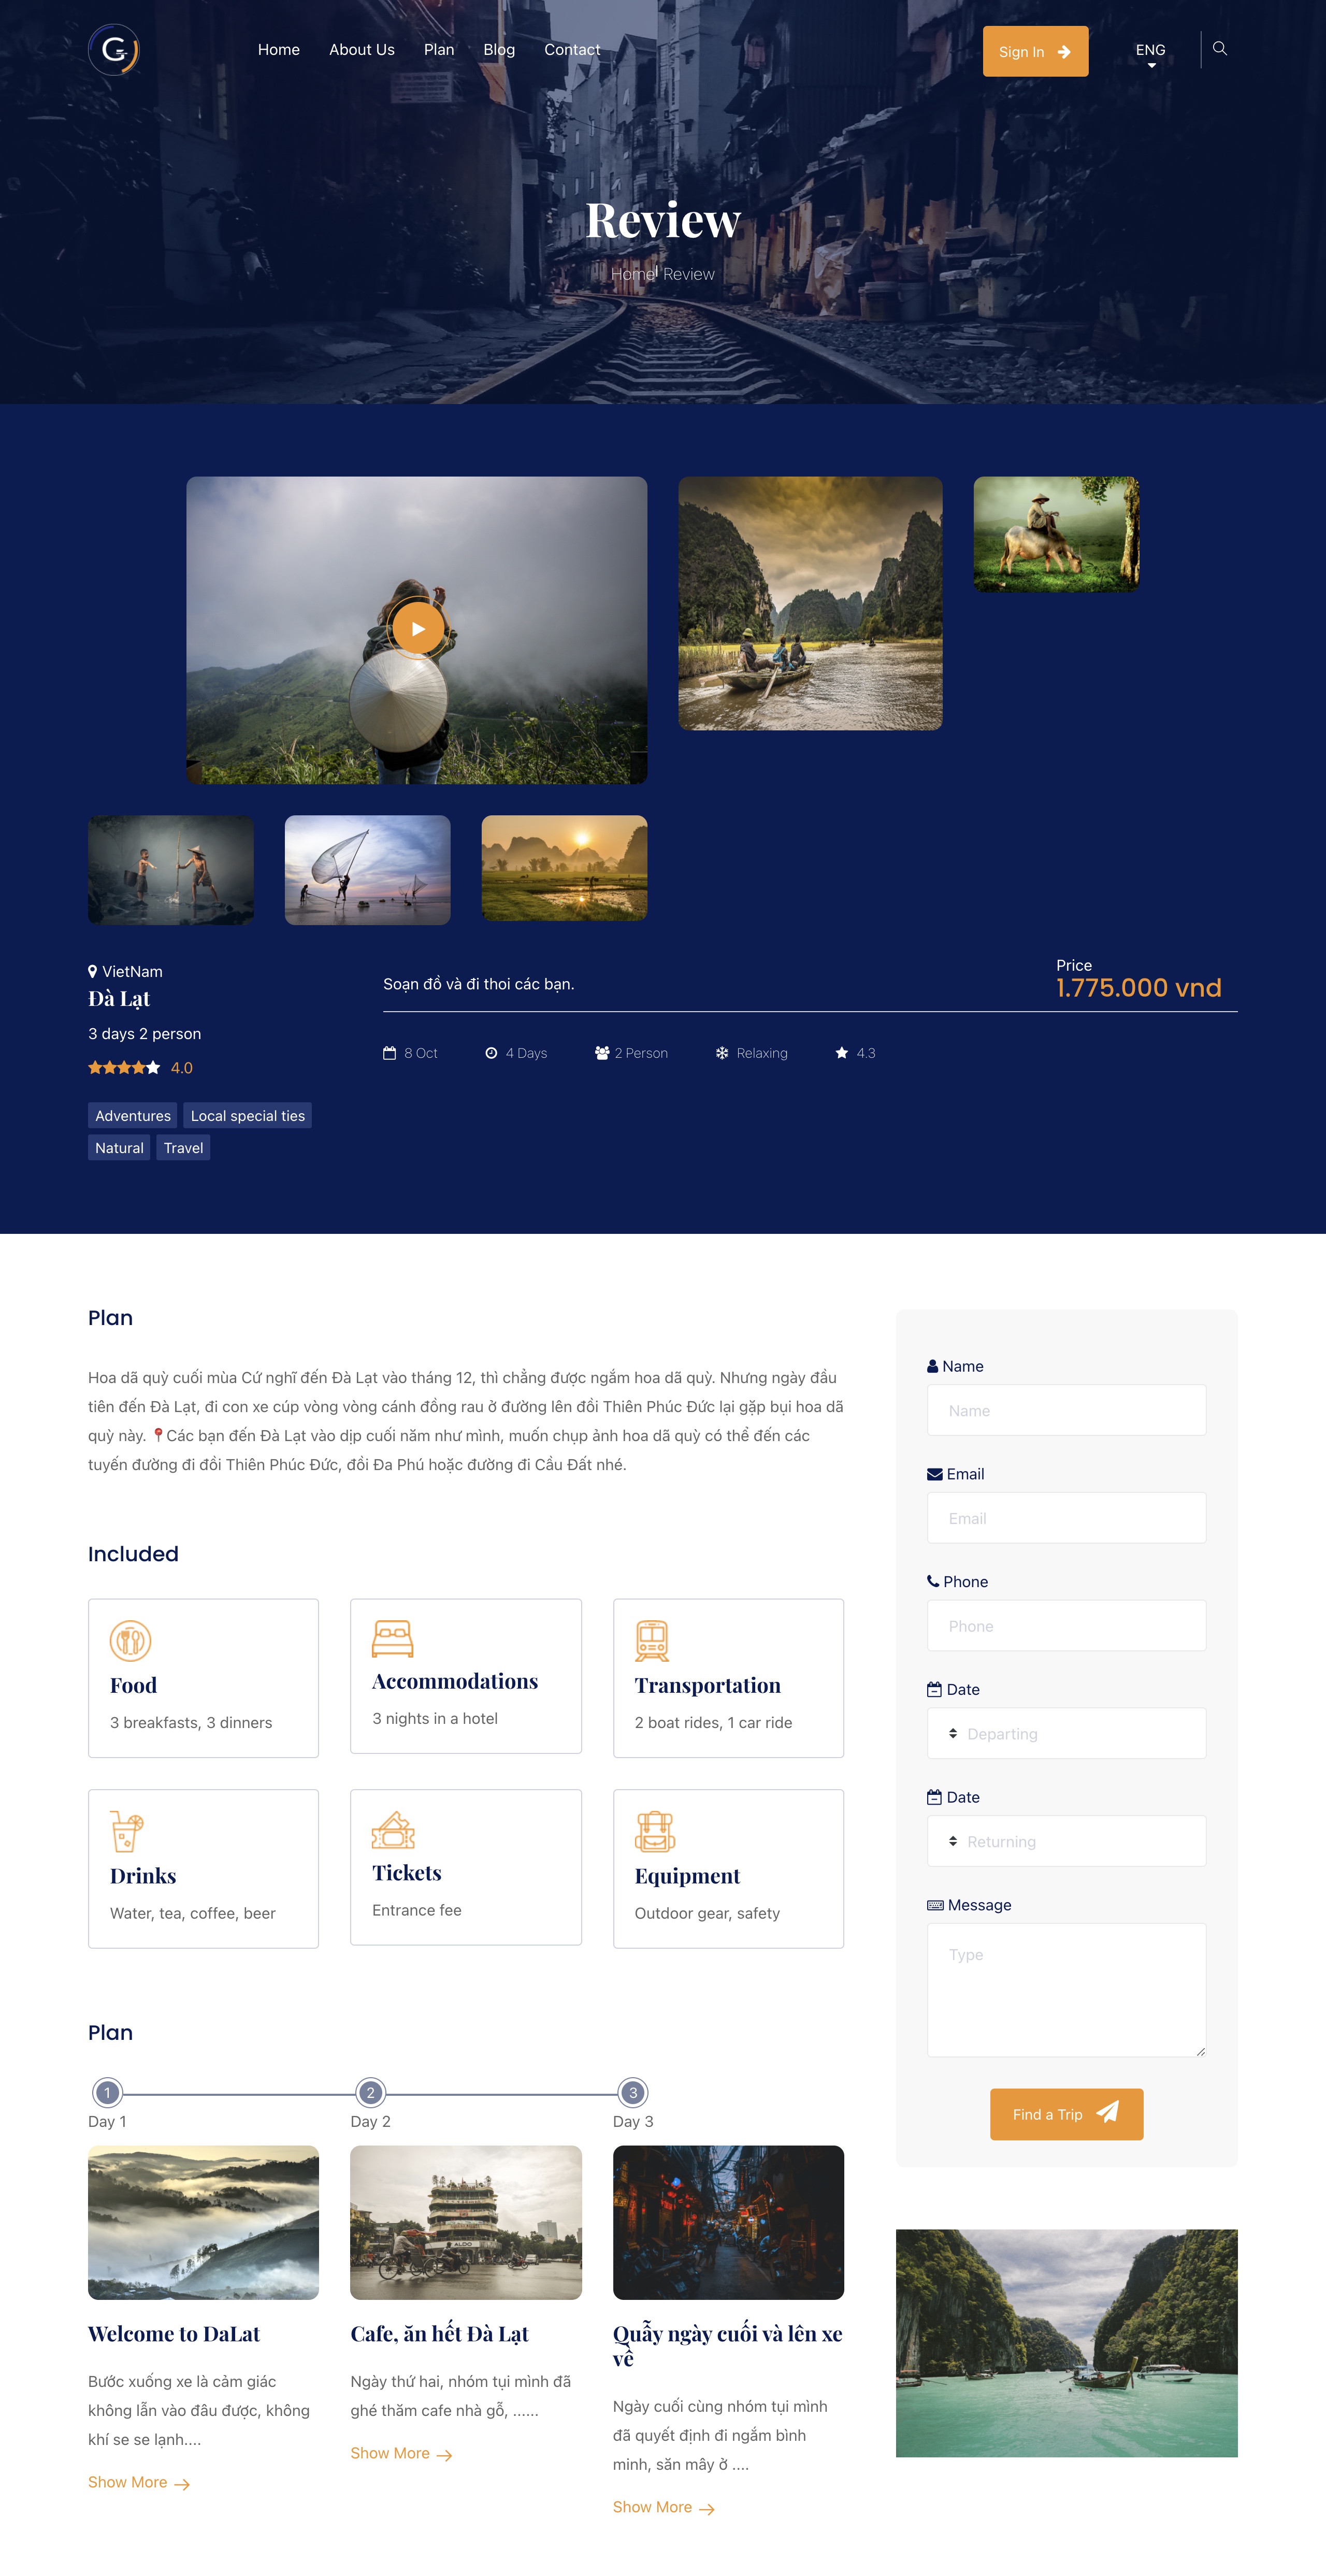 G
Home About Us Plan Blog Contact
Sign In
ENG
Review
Home| Review
VietNam
Đà Lạt
3 days 2 person
4.0
Adventures Local special ties
Natural Travel
Soạn đồ và đi thoi các bạn.
Price
1.775.000 vnd
8 Oct 4 Days 2 Person Relaxing 4.3
Plan
Hoa dã quỳ cuối mùa Cứ nghĩ đến Đà Lạt vào tháng 12, thì chẳng được ngắm hoa dã quỳ. Nhưng ngày đầu
tiên đến Đà Lạt, đi con xe cúp vòng vòng cánh đồng rau ở đường lên đồi Thiên Phúc Đức lại gặp bụi hoa dã
quỳ này. 📍Các bạn đến Đà Lạt vào dịp cuối năm như mình, muốn chụp ảnh hoa dã quỳ có thể đến các
tuyến đường đi đồi Thiên Phúc Đức, đồi Đa Phú hoặc đường đi Cầu Đất nhé.
Included
Food
3 breakfasts, 3 dinners
Accommodations
3 nights in a hotel
Transportation
2 boat rides, 1 car ride
Drinks
Water, tea, coffee, beer
Tickets
Entrance fee
Equipment
Outdoor gear, safety
Plan
1 2 3
Day 1 Day 2 Day 3
ALDO
Welcome to DaLat
Bước xuống xe là cảm giác
không lẫn vào đâu được, không
khí se se lạnh....
Show More
Cafe, ăn hết Đà Lạt
Ngày thứ hai, nhóm tụi mình đã
ghé thăm cafe nhà gỗ, ......
Show More
Quẫy ngày cuối và lên xe
về
Ngày cuối cùng nhóm tụi mình
đã quyết định đi ngắm bình
minh, săn mây ở ....
Show More
Name
Name
Email
Email
Phone
Phone
Date
Departing
Date
Returning
Message
Type
Find a Trip